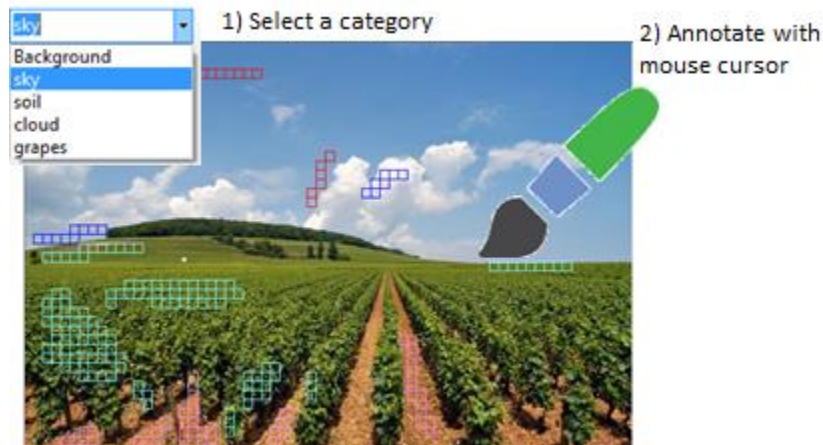 sky
1) Select a category
2) Annotate with
mouse cursor
Background
sky
soil
cloud
grapes